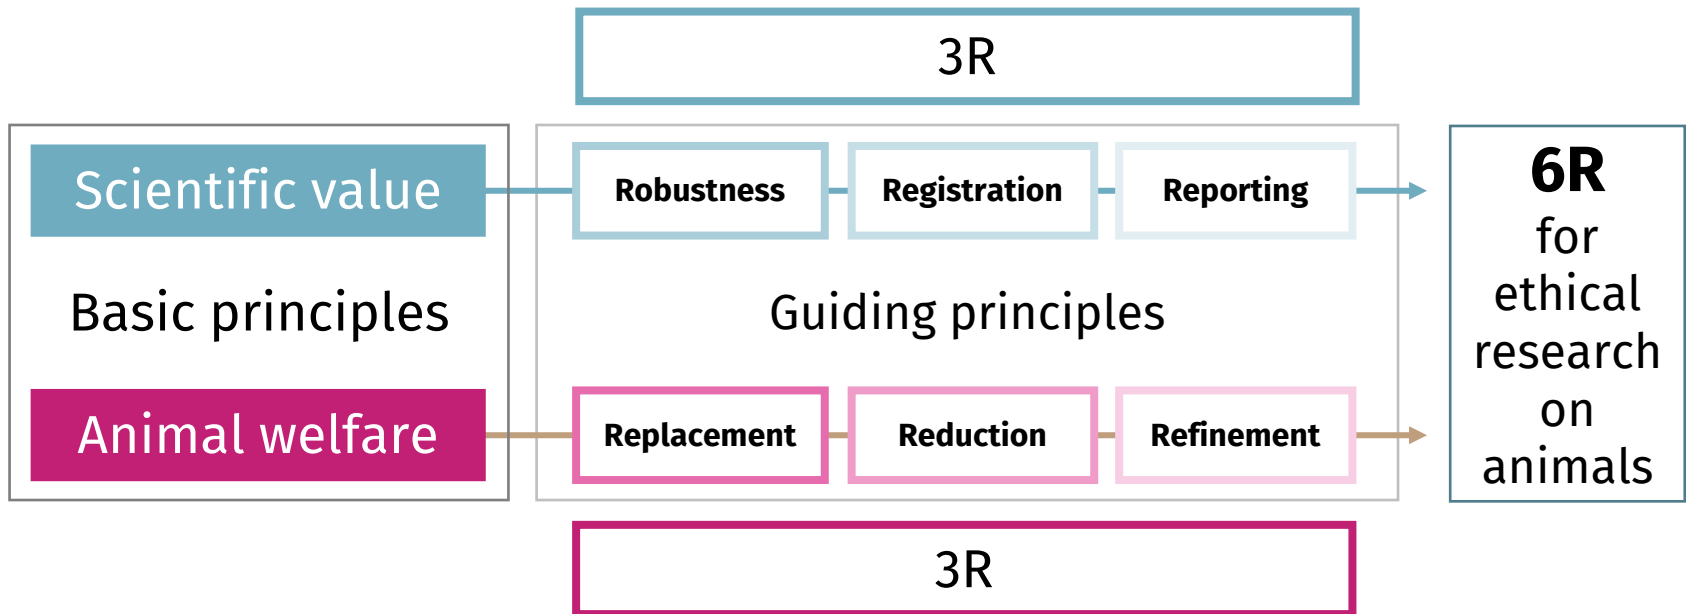 3R
Scientific value
Robustness
Registration
Reporting
Basic principles
Guiding principles
Animal welfare
Replacement
Reduction
Refinement
3R
6R
for
ethical
research
on
animals